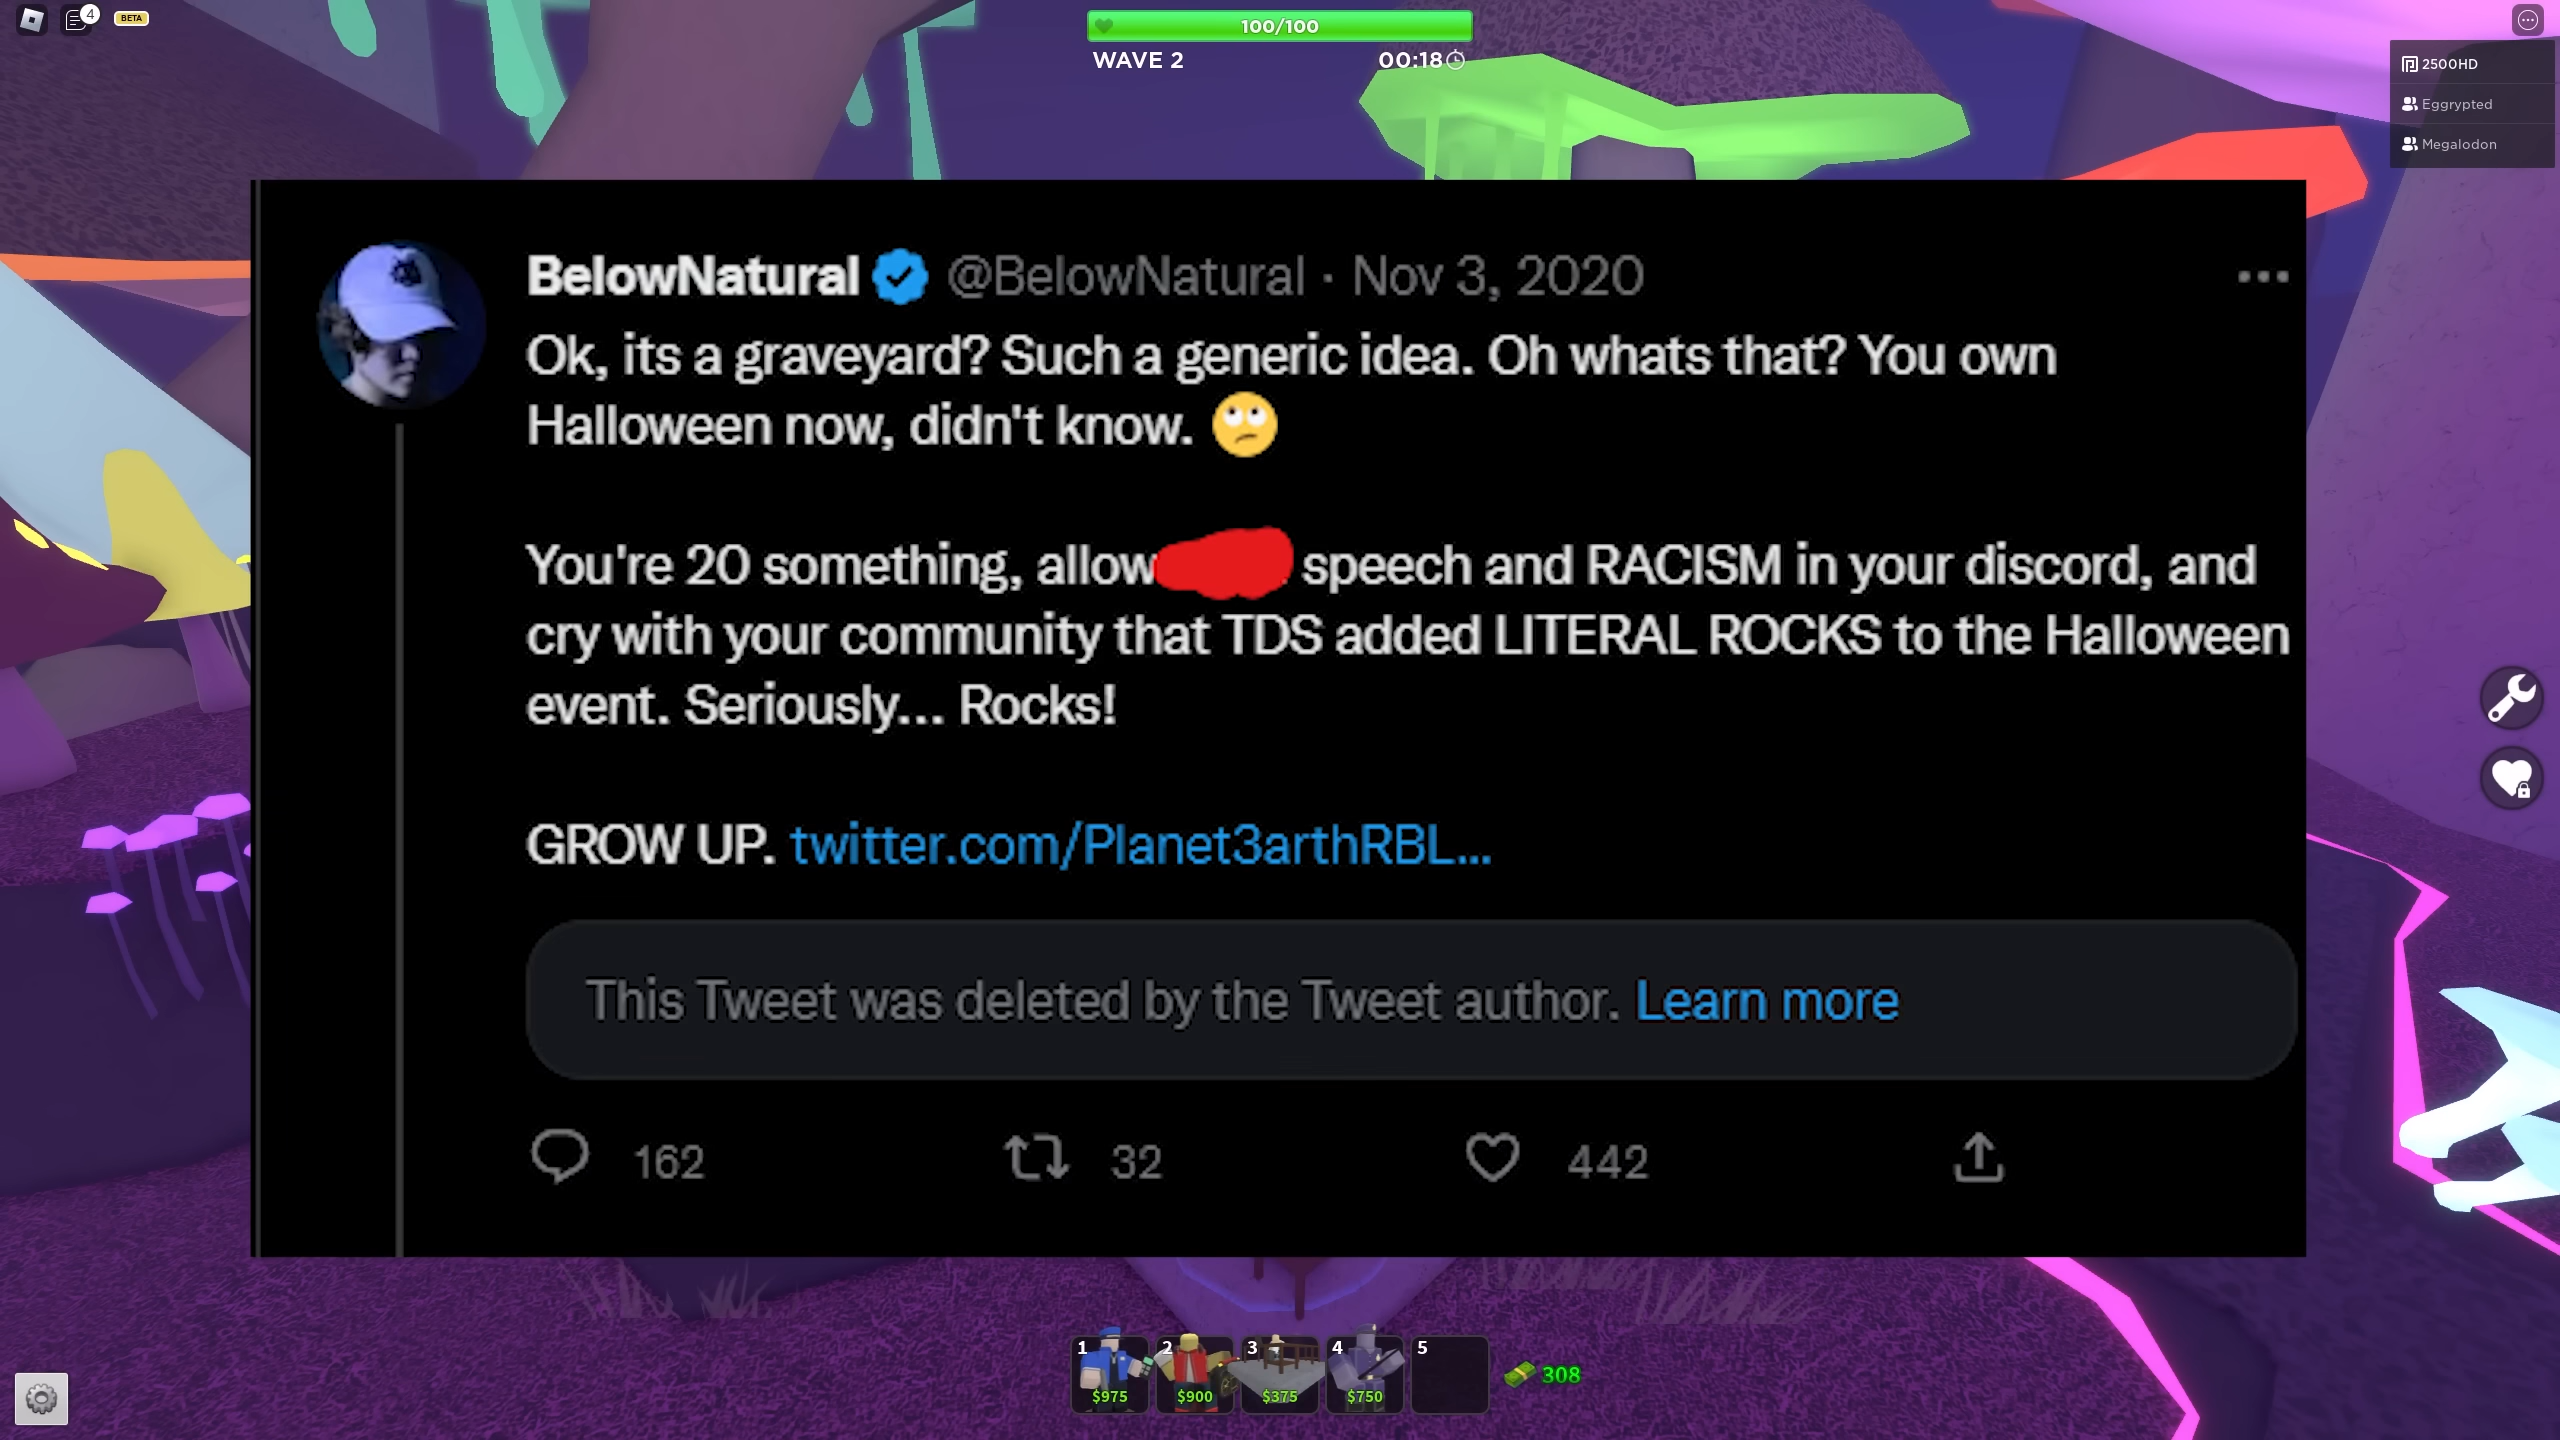 4
BETA
100/100
WAVE 2
00:18
2500HD
Eggrypted
Megalodon
BelowNatural @BelowNatural · Nov 3, 2020
Ok, its a graveyard? Such a generic idea. Oh whats that? You own
Halloween now, didn't know. 🙄
You're 20 something, allow speech and RACISM in your discord, and
cry with your community that TDS added LITERAL ROCKS to the Halloween
event. Seriously... Rocks!
GROW UP. twitter.com/Planet3arthRBL...
This Tweet was deleted by the Tweet author. Learn more
162
32
442
1
2
3
4
5
$975
$900
$375
$750
308